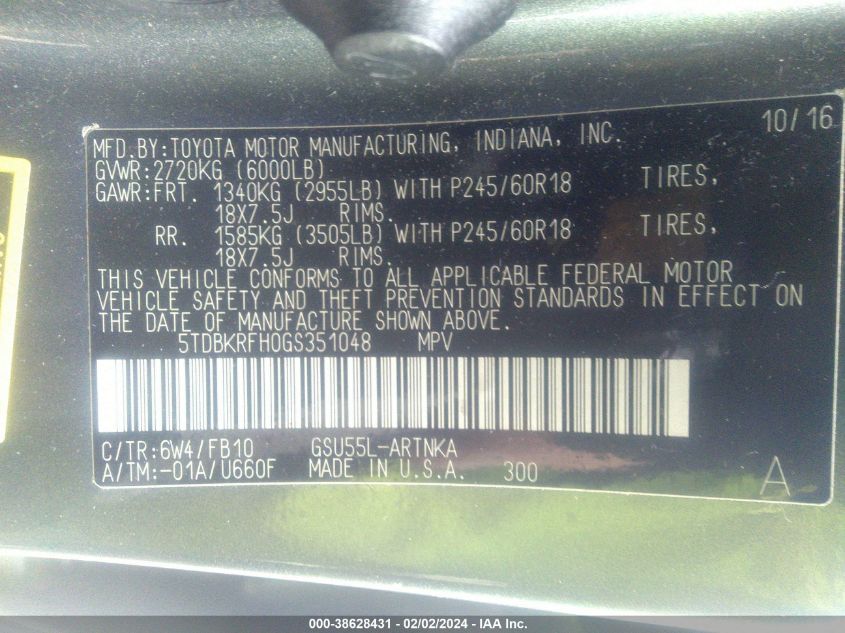 10/16
MFD.BY:TOYOTA MOTOR MANUFACTURING, INDIANA, INC.
GVWR:2720KG (6000LB)
GAWR:FRT. 1340KG (2955LB) WITH P245/60R18 TIRES,
18X7.5J RIMS.
RR. 1585KG (3505LB) WITH P245/60R18 TIRES,
18X7.5J RIMS.
THIS VEHICLE CONFORMS TO ALL APPLICABLE FEDERAL MOTOR
VEHICLE SAFETY AND THEFT PREVENTION STANDARDS IN EFFECT ON
THE DATE OF MANUFACTURE SHOWN ABOVE.
5TDBKRFH0GS351048 MPV
C/TR:6W4/FB10 GSU55L-ARTNKA
A/TM:-01A/U660F MADE IN U.S.A. 300 A
000-38628431 - 02/02/2024 - IAA Inc.